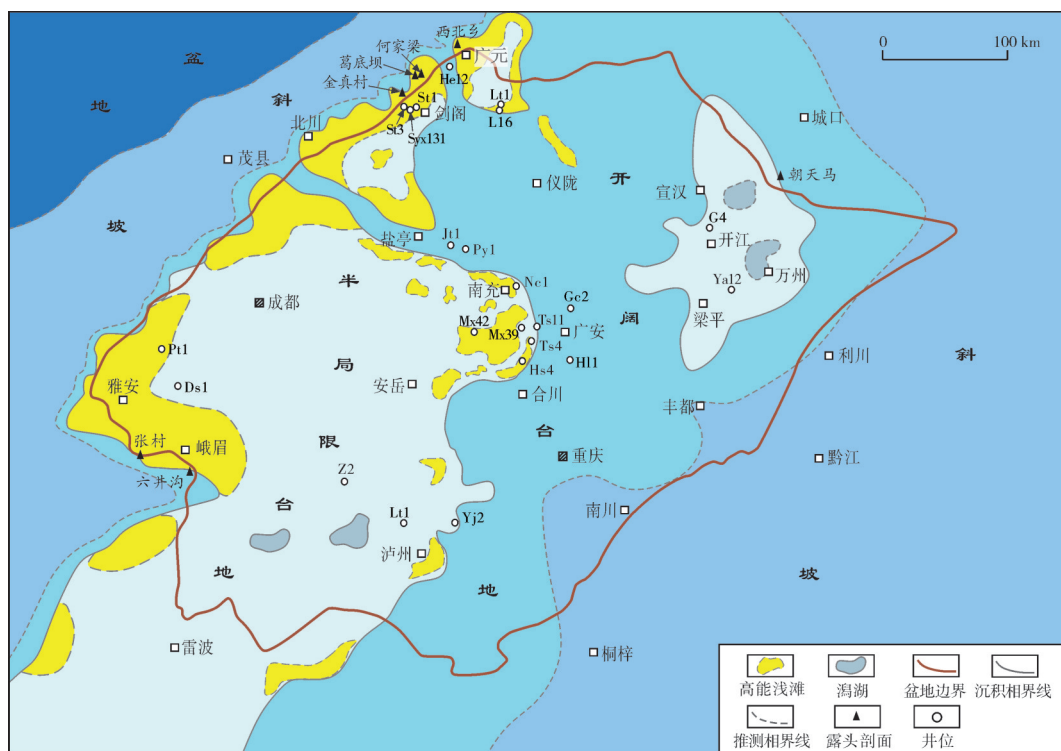 西北乡
何家梁
广元
0 100 km
盆
葛底坝
He12
地
斜
金真村
St1
Lt1
北川
剑阁
L16
St3
城口
Syx131
茂县
朝天马
仪陇
开
宣汉
坡
G4
盐亭
Jt1
开江
Py1
万州
半
南充
Nc1
Ya12
成都
Gc2
阔
梁平
Mx42
Ts11
广安
Mx39
Pt1
Ts4
利川
斜
局
Hs4
Hl1
Ds1
安岳
雅安
合川
丰都
台
张村
峨眉
重庆
黔江
六井沟
限
Z2
南川
台
Lt1
Yj2
泸州
地
坡
地
雷波
桐梓
高能浅滩 潟湖 盆地边界 沉积相界线
推测相界线 露头剖面 井位